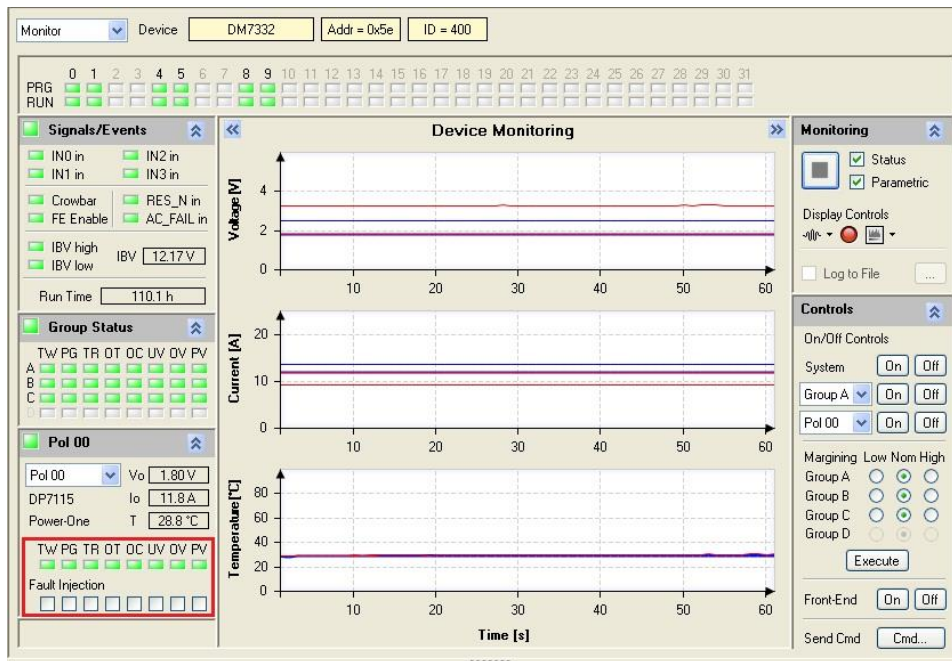 Monitor Device DM7332 Addr = 0x5e ID = 400
0 1 2 3 4 5 6 7 8 9 10 11 12 13 14 15 16 17 18 19 20 21 22 23 24 25 26 27 28 29 30 31
PRG
RUN
Signals/Events
IN0 in IN2 in
IN1 in IN3 in
Crowbar RES_N in
FE Enable AC_FAIL in
IBV high
IBV low
IBV 12.17 V
Run Time 110.1 h
Group Status
TW PG TR OT OC UV OV PV
A
B
C
D
Pol 00
Pol 00 Vo 1.80 V
DP7115 Io 11.8 A
Power-One T 28.8 °C
TW PG TR OT OC UV OV PV
Fault Injection
Device Monitoring
Voltage [V]
4
2
0
10 20 30 40 50 60
Current [A]
20
10
0
10 20 30 40 50 60
Temperature[°C]
80
60
40
20
0
10 20 30 40 50 60
Time [s]
Monitoring
Status
Parametric
Display Controls
Log to File ...
Controls
On/Off Controls
System On Off
Group A On Off
Pol 00 On Off
Margining Low Nom High
Group A
Group B
Group C
Group D
Execute
Front-End On Off
Send Cmd Cmd...